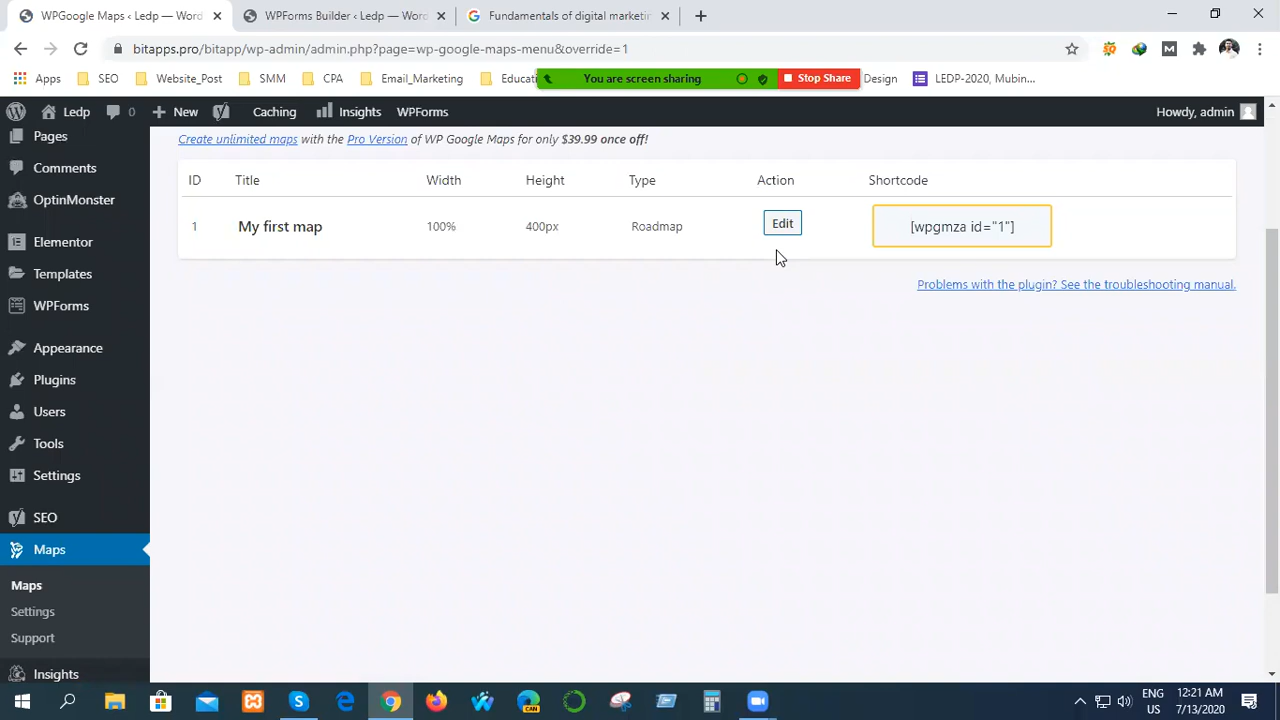 WPGoogle Maps ‹ Ledp — Word
WPForms Builder ‹ Ledp — Word
Fundamentals of digital marketin
bitapps.pro/bitapp/wp-admin/admin.php?page=wp-google-maps-menu&override=1
Apps
SEO
Website_Post
SMM
CPA
Email_Marketing
Educati
You are screen sharing
Stop Share
Design
LEDP-2020, Mubin...
Ledp
0
New
Caching
Insights
WPForms
Howdy, admin
Pages
Comments
OptinMonster
Elementor
Templates
WPForms
Appearance
Plugins
Users
Tools
Settings
SEO
Maps
Maps
Settings
Support
Insights
Create unlimited maps with the Pro Version of WP Google Maps for only $39.99 once off!
ID Title Width Height Type Action Shortcode
1 My first map 100% 400px Roadmap Edit [wpgmza id="1"]
Problems with the plugin? See the troubleshooting manual.
CAN
ENG
US
12:21 AM
7/13/2020